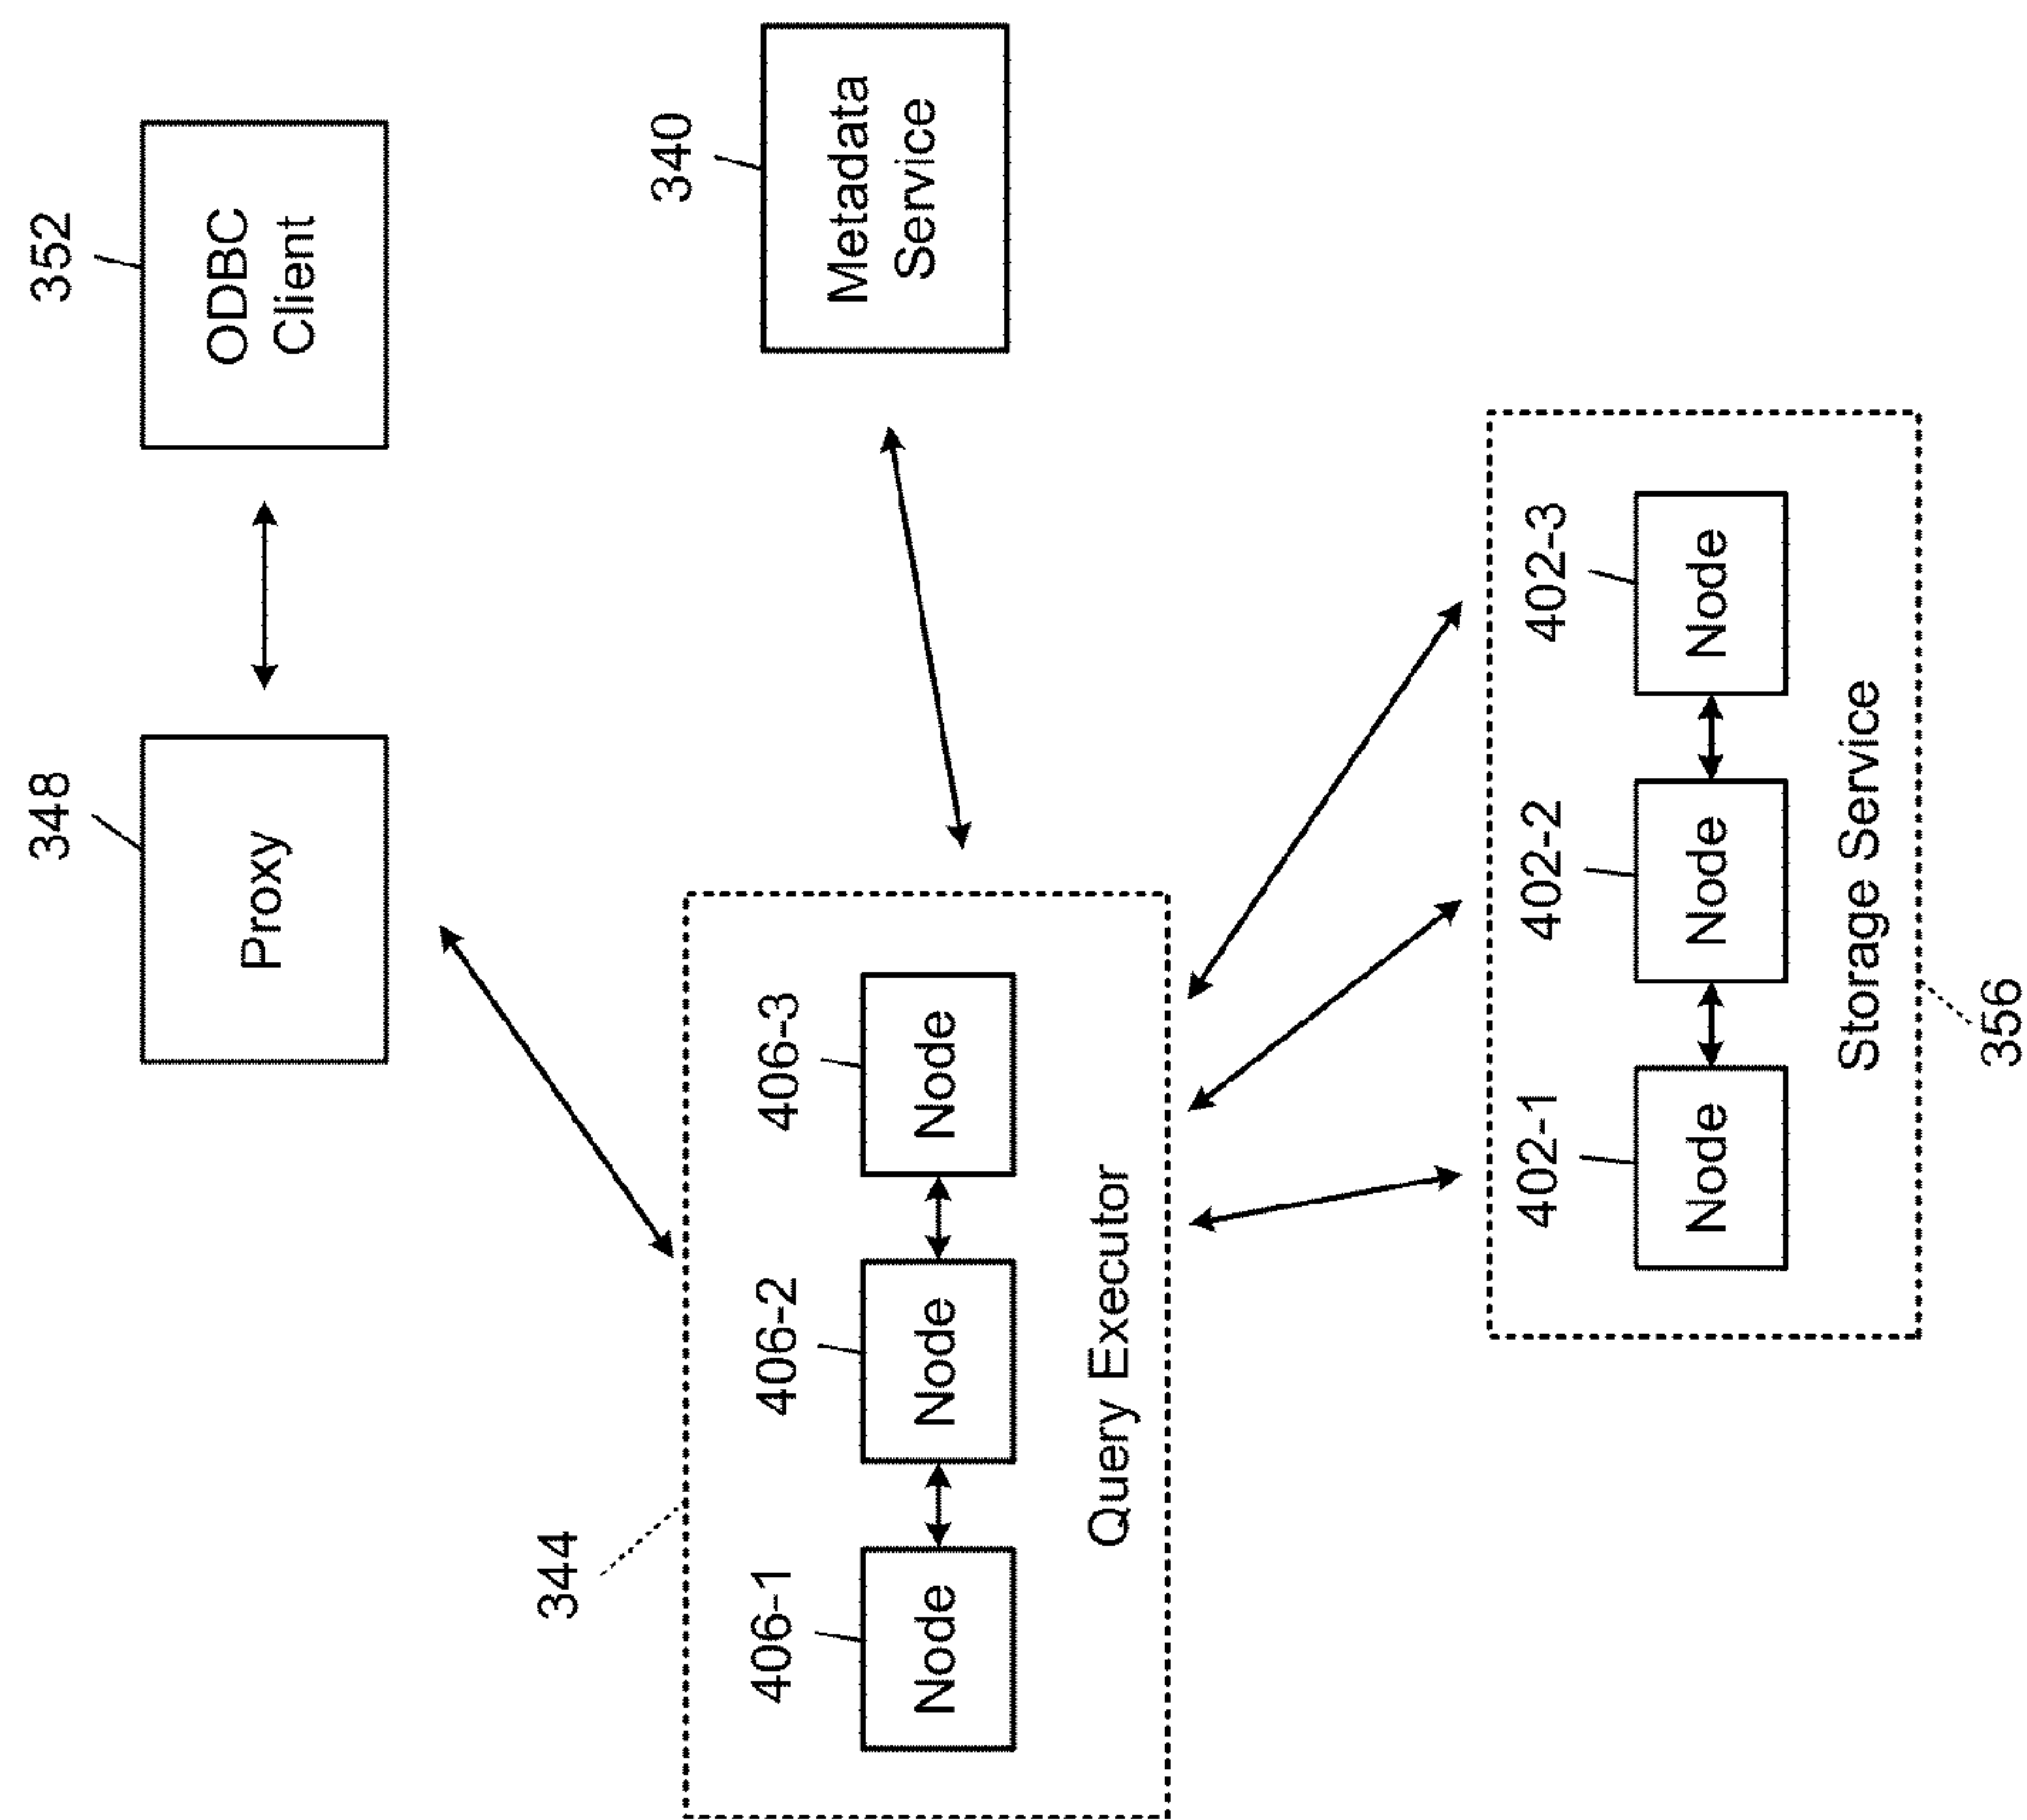 348
Proxy
352
ODBC
Client
344
406-1
Node
406-2
Node
406-3
Node
Query Executor
340
Metadata
Service
402-1
Node
402-2
Node
402-3
Node
Storage Service
356